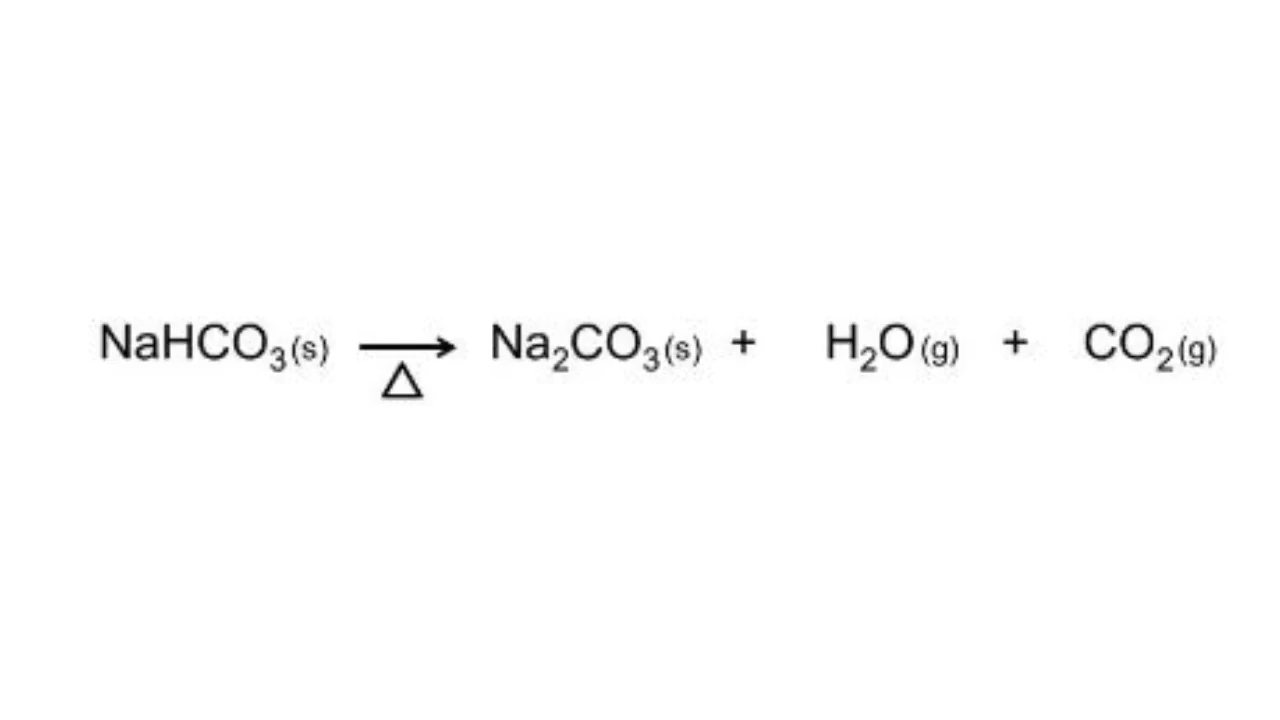 NaHCO₃(s) ⟶ Na₂CO₃(s) + H₂O(g) + CO₂(g)
△